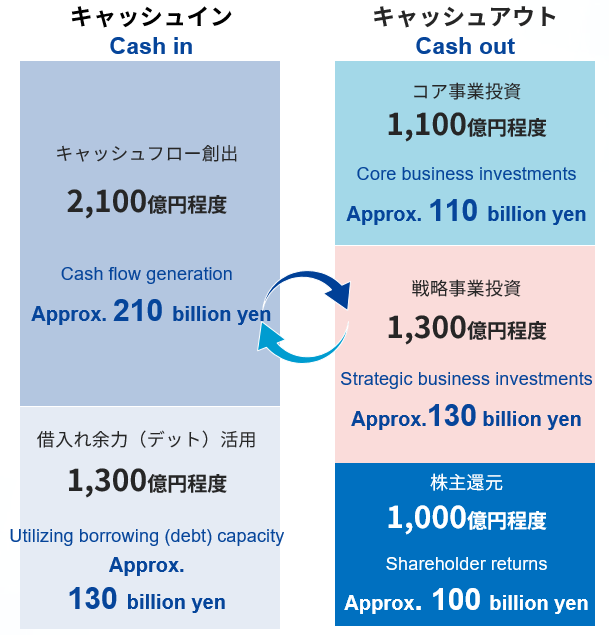 キャッシュイン
Cash in
キャッシュフロー創出
2,100億円程度
Cash flow generation
Approx. 210 billion yen
借入れ余力（デット）活用
1,300億円程度
Utilizing borrowing (debt) capacity
Approx.
130 billion yen
キャッシュアウト
Cash out
コア事業投資
1,100億円程度
Core business investments
Approx. 110 billion yen
戦略事業投資
1,300億円程度
Strategic business investments
Approx.130 billion yen
株主還元
1,000億円程度
Shareholder returns
Approx. 100 billion yen